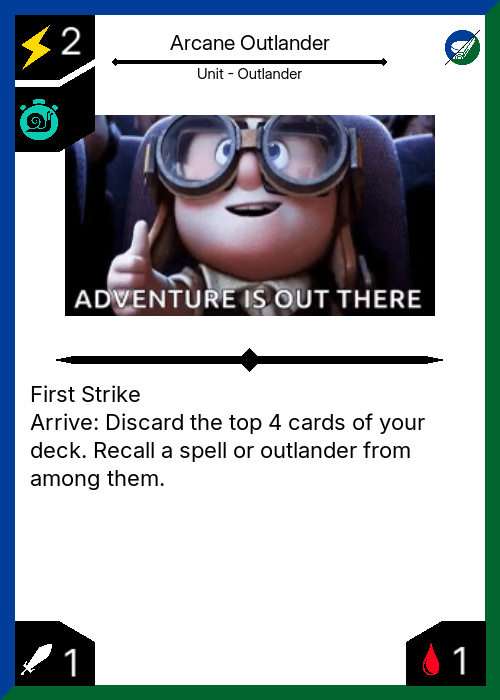 2
Arcane Outlander
Unit - Outlander
ADVENTURE IS OUT THERE
First Strike
Arrive: Discard the top 4 cards of your
deck. Recall a spell or outlander from
among them.
1
1